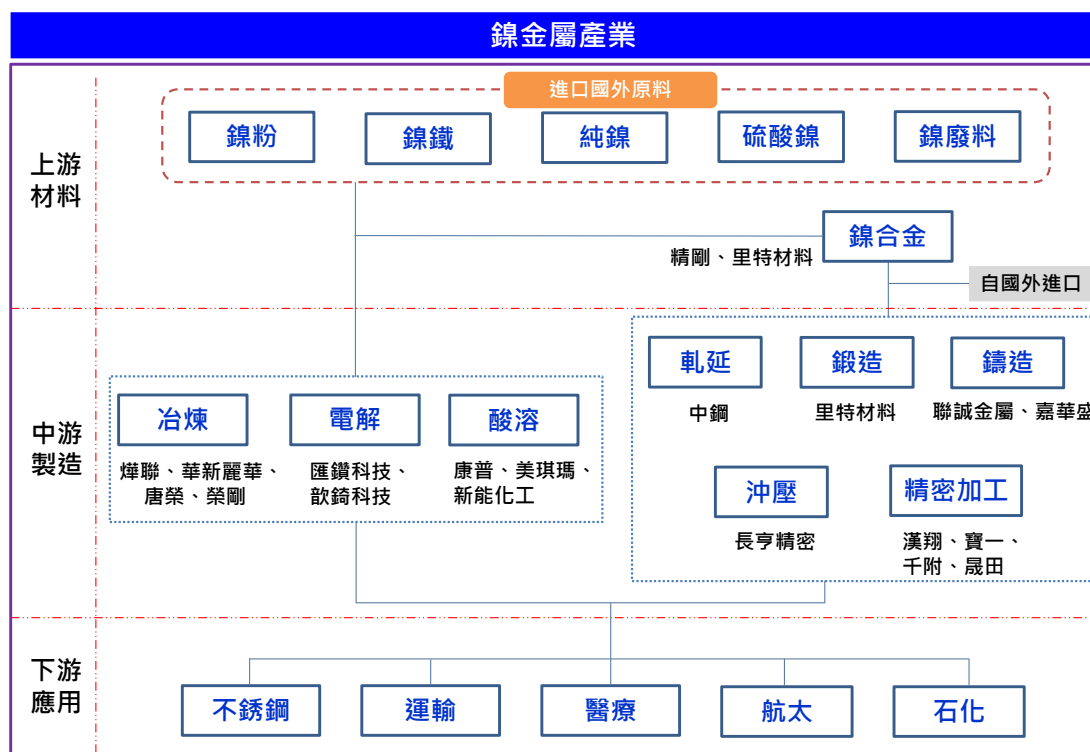 鎳金屬產業
進口國外原料
鎳粉
鎳鐵
純鎳
硫酸鎳
鎳廢料
上游
材料
鎳合金
精剛、里特材料
自國外進口
中游
製造
冶煉
燁聯、華新麗華、
唐榮、榮剛
電解
匯鑽科技、
歆錡科技
酸溶
康普、美琪瑪、
新能化工
軋延
中鋼
鍛造
里特材料
鑄造
聯誠金屬、嘉華盛
沖壓
長亨精密
精密加工
漢翔、寶一、
千附、晟田
下游
應用
不銹鋼
運輸
醫療
航太
石化